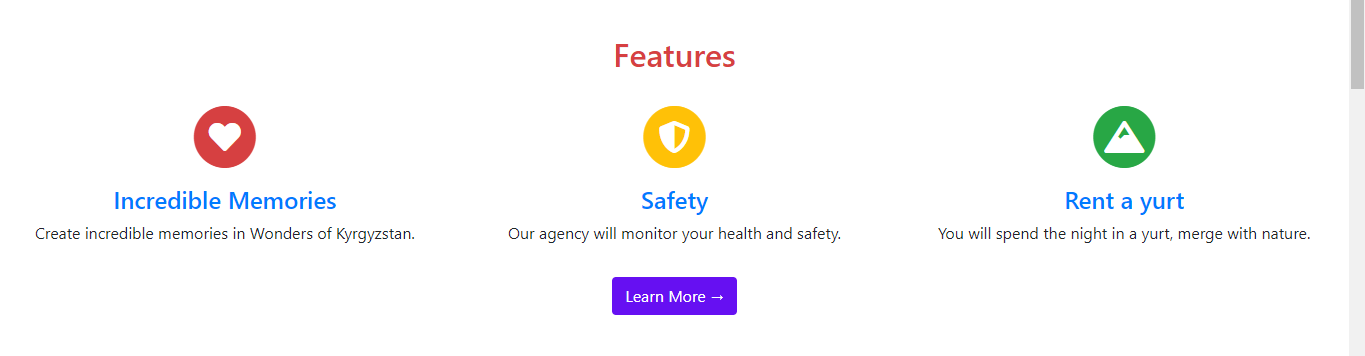 Features
Incredible Memories
Create incredible memories in Wonders of Kyrgyzstan.
Safety
Our agency will monitor your health and safety.
Rent a yurt
You will spend the night in a yurt, merge with nature.
Learn More →